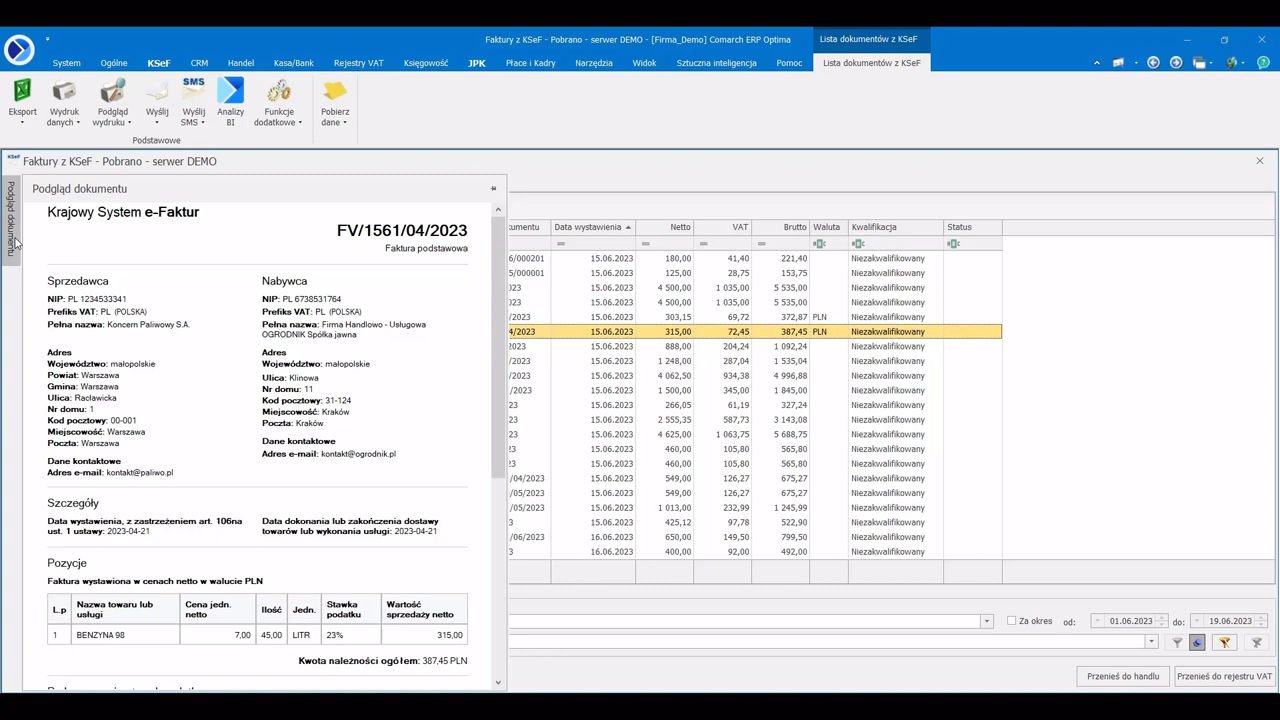 Faktury z KSeF - Pobrano - serwer DEMO - [Firma_Demo] Comarch ERP Optima
Lista dokumentów z KSeF
System Ogólne KSeF CRM Handel Kasa/Bank Rejestry VAT Księgowość JPK Płace i Kadry Narzędzia Widok Sztuczna inteligencja Pomoc Lista dokumentów z KSeF
Eksport
Wydruk danych
Podgląd wydruku
Wyślij
SMS
Wyślij SMS
Analizy BI
Funkcje dodatkowe
Pobierz dane
Podstawowe
KSeF Faktury z KSeF - Pobrano - serwer DEMO
Podgląd dokumentu
Podgląd dokumentu
Krajowy System e-Faktur
FV/1561/04/2023
Faktura podstawowa
Sprzedawca
NIP: PL 1234533341
Prefiks VAT: PL (POLSKA)
Pełna nazwa: Koncern Paliwowy S.A.
Adres
Województwo: małopolskie
Powiat: Warszawa
Gmina: Warszawa
Ulica: Racławicka
Nr domu: 1
Kod pocztowy: 00-001
Miejscowość: Warszawa
Poczta: Warszawa
Dane kontaktowe
Adres e-mail: kontakt@paliwo.pl
Nabywca
NIP: PL 6738531764
Prefiks VAT: PL (POLSKA)
Pełna nazwa: Firma Handlowo - Usługowa
OGRODNIK Spółka jawna
Adres
Województwo: małopolskie
Ulica: Klinowa
Nr domu: 11
Kod pocztowy: 31-124
Miejscowość: Kraków
Poczta: Kraków
Dane kontaktowe
Adres e-mail: kontakt@ogrodnik.pl
Szczegóły
Data wystawienia, z zastrzeżeniem art. 106na
ust. 1 ustawy: 2023-04-21
Data dokonania lub zakończenia dostawy
towarów lub wykonania usługi: 2023-04-21
Pozycje
Faktura wystawiona w cenach netto w walucie PLN
L.p Nazwa towaru lub usługi Cena jedn. netto Ilość Jedn. Stawka podatku Wartość sprzedaży netto
1 BENZYNA 98 7,00 45,00 LITR 23% 315,00
Kwota należności ogółem: 387,45 PLN
umentu Data wystawienia Netto VAT Brutto Waluta Kwalifikacja Status
6/000201 15.06.2023 180,00 41,40 221,40 Niezakwalifikowany
5/000001 15.06.2023 125,00 28,75 153,75 Niezakwalifikowany
023 15.06.2023 4 500,00 1 035,00 5 535,00 Niezakwalifikowany
023 15.06.2023 4 500,00 1 035,00 5 535,00 Niezakwalifikowany
/2023 15.06.2023 303,15 69,72 372,87 PLN Niezakwalifikowany
4/2023 15.06.2023 315,00 72,45 387,45 PLN Niezakwalifikowany
2023 15.06.2023 888,00 204,24 1 092,24 Niezakwalifikowany
/2023 15.06.2023 1 248,00 287,04 1 535,04 Niezakwalifikowany
/2023 15.06.2023 4 062,50 934,38 4 996,88 Niezakwalifikowany
/2023 15.06.2023 1 500,00 345,00 1 845,00 Niezakwalifikowany
23 15.06.2023 266,05 61,19 327,24 Niezakwalifikowany
23 15.06.2023 2 555,35 587,73 3 143,08 Niezakwalifikowany
23 15.06.2023 4 625,00 1 063,75 5 688,75 Niezakwalifikowany
23 15.06.2023 460,00 105,80 565,80 Niezakwalifikowany
23 15.06.2023 460,00 105,80 565,80 Niezakwalifikowany
/04/2023 15.06.2023 549,00 126,27 675,27 Niezakwalifikowany
/05/2023 15.06.2023 549,00 126,27 675,27 Niezakwalifikowany
/05/2023 15.06.2023 1 013,00 232,99 1 245,99 Niezakwalifikowany
3 15.06.2023 425,12 97,78 522,90 Niezakwalifikowany
/06/2023 16.06.2023 650,00 149,50 799,50 Niezakwalifikowany
3 16.06.2023 400,00 92,00 492,00 Niezakwalifikowany
Za okres od: 01.06.2023 do: 19.06.2023
Przenieś do handlu Przenieś do rejestru VAT